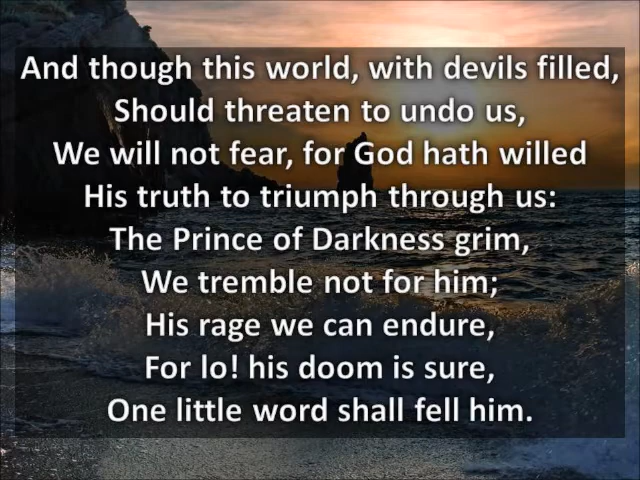 And though this world, with devils filled,
Should threaten to undo us,
We will not fear, for God hath willed
His truth to triumph through us:
The Prince of Darkness grim,
We tremble not for him;
His rage we can endure,
For lo! his doom is sure,
One little word shall fell him.